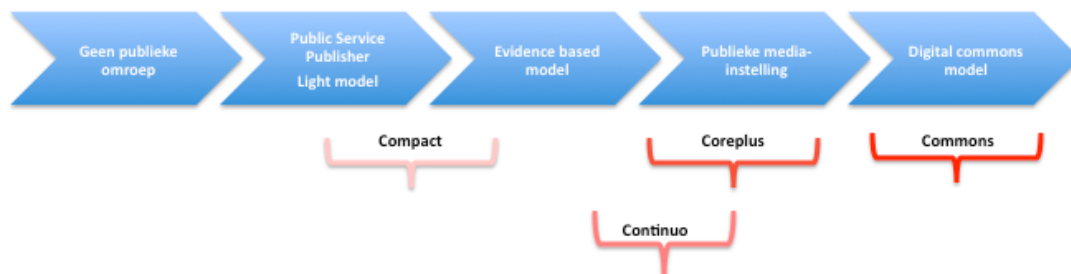 Geen publieke
omroep
Public Service
Publisher
Light model
Evidence based
model
Publieke media-
instelling
Digital commons
model
Compact
Coreplus
Commons
Continuo